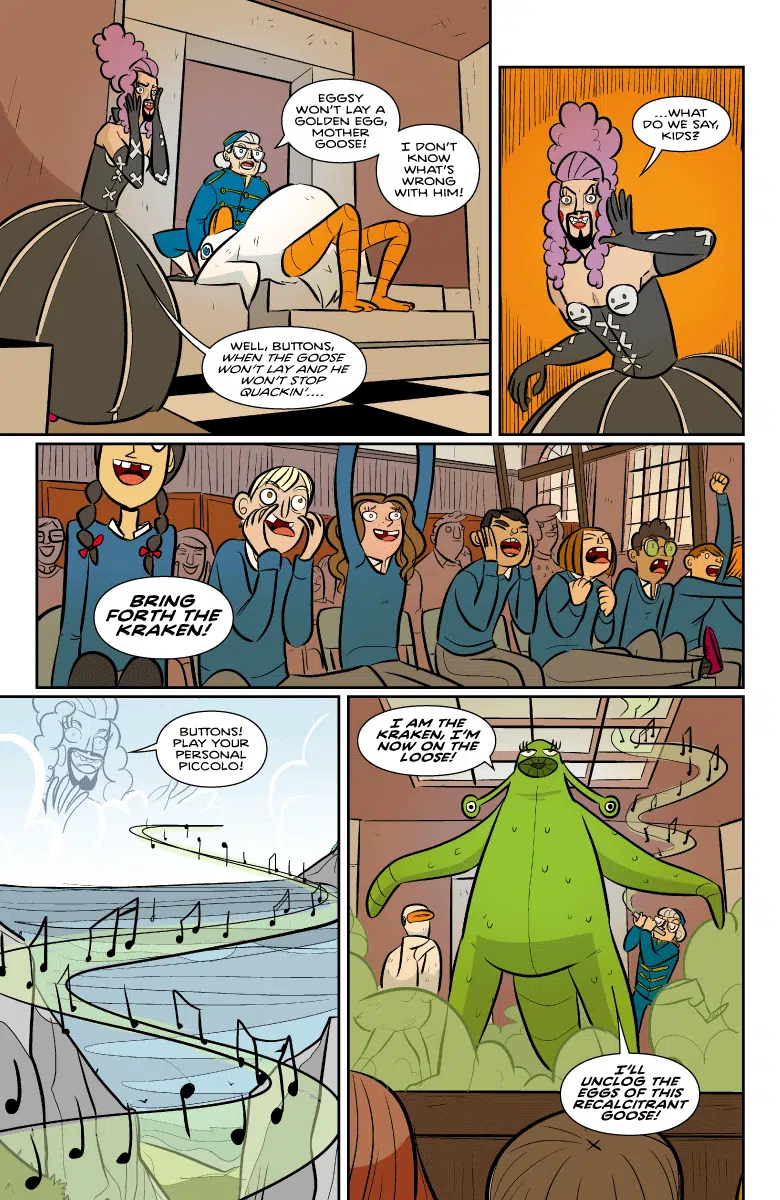 EGGSY
WON'T LAY A
GOLDEN EGG,
MOTHER
GOOSE!
I DON'T
KNOW
WHAT'S
WRONG
WITH HIM!
WELL, BUTTONS,
WHEN THE GOOSE
WON'T LAY AND HE
WON'T STOP
QUACKIN'....
...WHAT
DO WE SAY,
KIDS?
BRING
FORTH THE
KRAKEN!
BUTTONS!
PLAY YOUR
PERSONAL
PICCOLO!
I AM THE
KRAKEN, I'M
NOW ON THE
LOOSE!
I'LL
UNCLOG THE
EGGS OF THIS
RECALCITRANT
GOOSE!